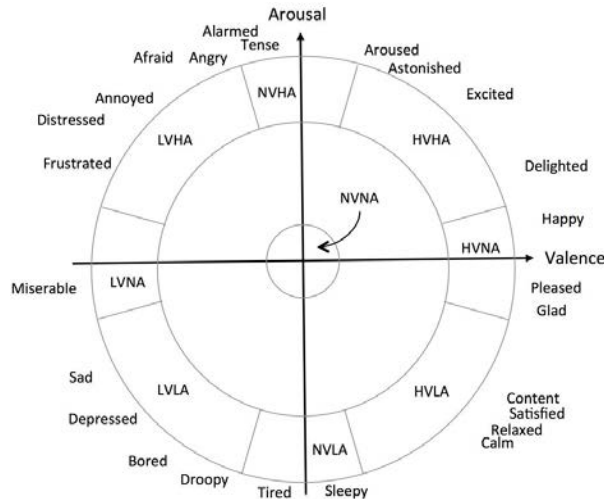 Arousal
Alarmed
Tense
Afraid
Angry
Aroused
Astonished
NVHA
Annoyed
Excited
Distressed
LVHA
HVHA
Frustrated
Delighted
NVNA
Happy
HVNA
Valence
Miserable
LVNA
Pleased
Glad
Sad
LVLA
HVLA
Content
Satisfied
Relaxed
Calm
Depressed
NVLA
Bored
Droopy
Tired
Sleepy